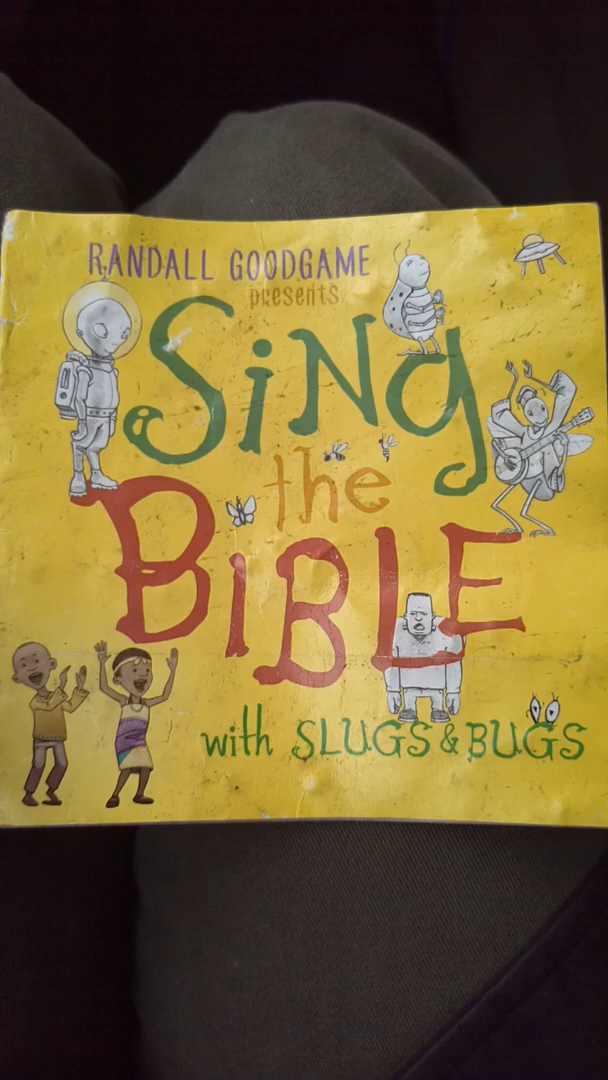 RANDALL GOODGAME
presents
SiNg
the
BIBLE
with SLUGS & BUGS